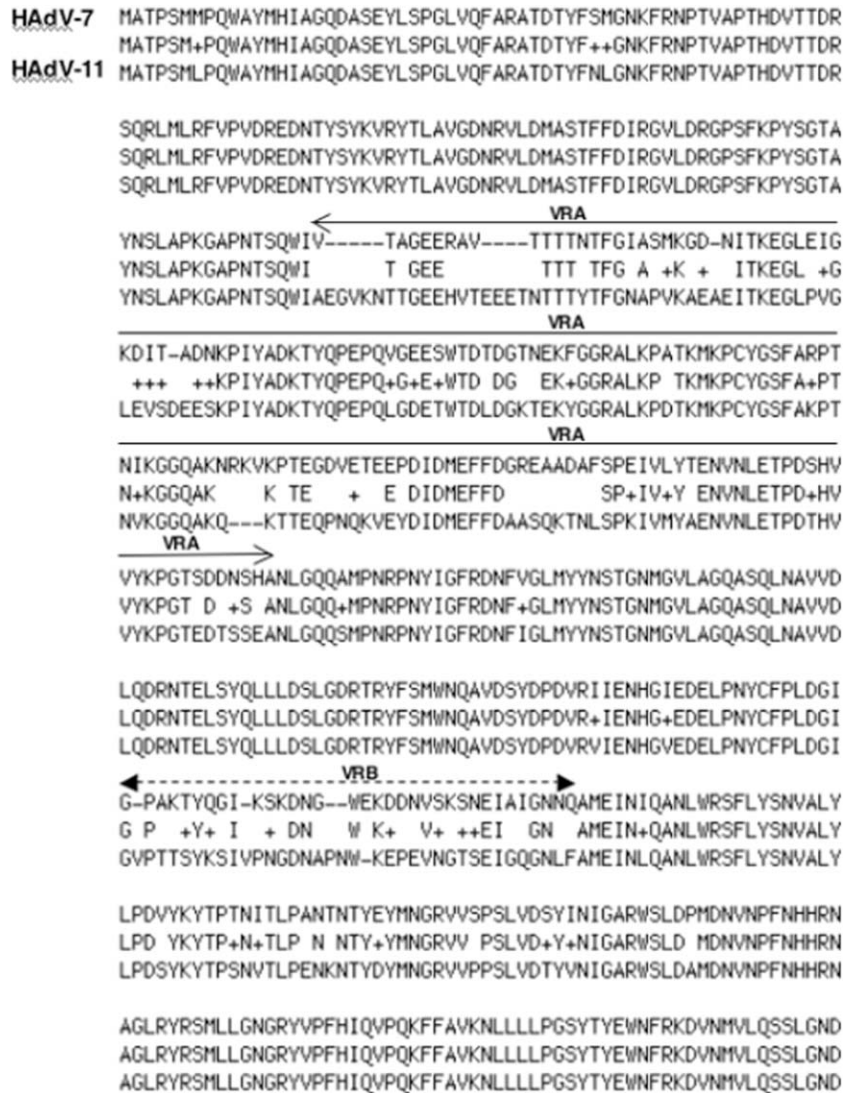 HAdV-7 MATPSMMPQWAYMHIAGQDASEYLSPGLVQFARATDTYFSMGNKFRNPTVAPTHDVTTDR
MATPSM+PQWAYMHIAGQDASEYLSPGLVQFARATDTYF++GNKFRNPTVAPTHDVTTDR
HAdV-11 MATPSMLPQWAYMHIAGQDASEYLSPGLVQFARATDTYFNLGNKFRNPTVAPTHDVTTDR
SQRLMLRFVPVDREDNTYSYKVRYTLAVGDNRVLDMASTFFDIRGVLDRGPSFKPYSGTA
SQRLMLRFVPVDREDNTYSYKVRYTLAVGDNRVLDMASTFFDIRGVLDRGPSFKPYSGTA
SQRLMLRFVPVDREDNTYSYKVRYTLAVGDNRVLDMASTFFDIRGVLDRGPSFKPYSGTA
VRA
YNSLAPKGAPNTSQWIV-----TAGEERAV----TTTTNTFGIASMKGD-NITKEGLEIG
YNSLAPKGAPNTSQWI      T GEE        TTT TFG A +K +  ITKEGL +G
YNSLAPKGAPNTSQWIAEGVKNTTGEEHVTEEETNTTTYTFGNAPVKAEAEITKEGLPVG
VRA
KDIT-ADNKPIYADKTYQPEPQVGEESWTDTDGTNEKFGGRALKPATKMKPCYGSFARPT
+++  ++KPIYADKTYQPEPQ+G+E+WTD DG  EK+GGRALKP TKMKPCYGSFA+PT
LEVSDEESKPIYADKTYQPEPQLGDETWTDLDGKTEKYGGRALKPDTKMKPCYGSFAKPT
VRA
NIKGGQAKNRKVKPTEGDVETEEPDIDMEFFDGREAADAFSPEIVLYTENVNLETPDSHV
N+KGGQAK    K TE   +  E DIDMEFFD        SP+IV+Y ENVNLETPD+HV
NVKGGQAKQ---KTTEQPNQKVEYDIDMEFFDAASQKTNLSPKIVMYAENVNLETPDTHV
VRA
VYKPGTSDDNSHANLGQQAMPNRPNYIGFRDNFVGLMYYNSTGNMGVLAGQASQLNAVVD
VYKPGT D +S ANLGQQ+MPNRPNYIGFRDNF+GLMYYNSTGNMGVLAGQASQLNAVVD
VYKPGTEDTSSEANLGQQSMPNRPNYIGFRDNFIGLMYYNSTGNMGVLAGQASQLNAVVD
LQDRNTELSYQLLLDSLGDRTRYFSMWNQAVDSYDPDVRIIENHGIEDELPNYCFPLDGI
LQDRNTELSYQLLLDSLGDRTRYFSMWNQAVDSYDPDVR+IENHG+EDELPNYCFPLDGI
LQDRNTELSYQLLLDSLGDRTRYFSMWNQAVDSYDPDVRVIENHGVEDELPNYCFPLDGI
VRB
G-PAKTYQGI-KSKDNG--WEKDDNVSKSNEIAIGNNQAMEINIQANLWRSFLYSNVALY
G P  +Y+ I  + DN   W K+  V+ ++EI  GN  AMEIN+QANLWRSFLYSNVALY
GVPTTSYKSIVPNGDNAPNW-KEPEVNGTSEIGQGNLFAMEINLQANLWRSFLYSNVALY
LPDVYKYTPTNITLPANTNTYEYMNGRVVSPSLVDSYINIGARWSLDPMDNVNPFNHHRN
LPD YKYTP+N+TLP N NTY+YMNGRVV PSLVD+Y+NIGARWSLD MDNVNPFNHHRN
LPDSYKYTPSNVTLPENKNTYDYMNGRVVPPSLVDTYVNIGARWSLDAMDNVNPFNHHRN
AGLRYRSMLLGNGRYVPFHIQVPQKFFAVKNLLLLPGSYTYEWNFRKDVNMVLQSSLGND
AGLRYRSMLLGNGRYVPFHIQVPQKFFAVKNLLLLPGSYTYEWNFRKDVNMVLQSSLGND
AGLRYRSMLLGNGRYVPFHIQVPQKFFAVKNLLLLPGSYTYEWNFRKDVNMVLQSSLGND